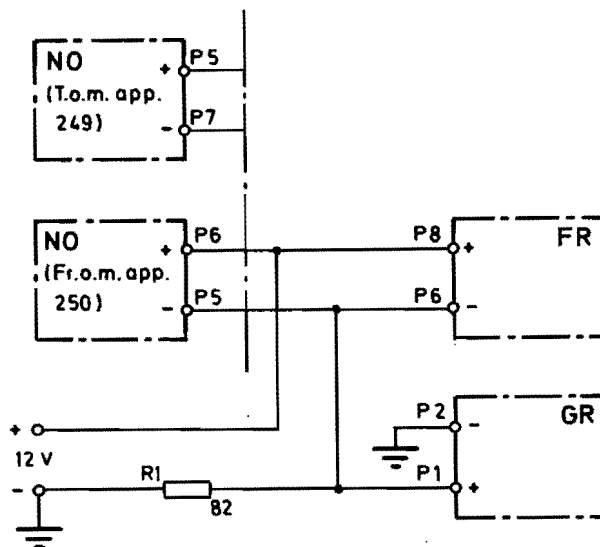 NO
(T.o.m. app.
249)
+ P5
- P7
NO
(Fr.o.m. app.
250)
+ P6
- P5
P8 + FR
P6 -
P2 - GR
P1 +
+
12 V
-
R1
82